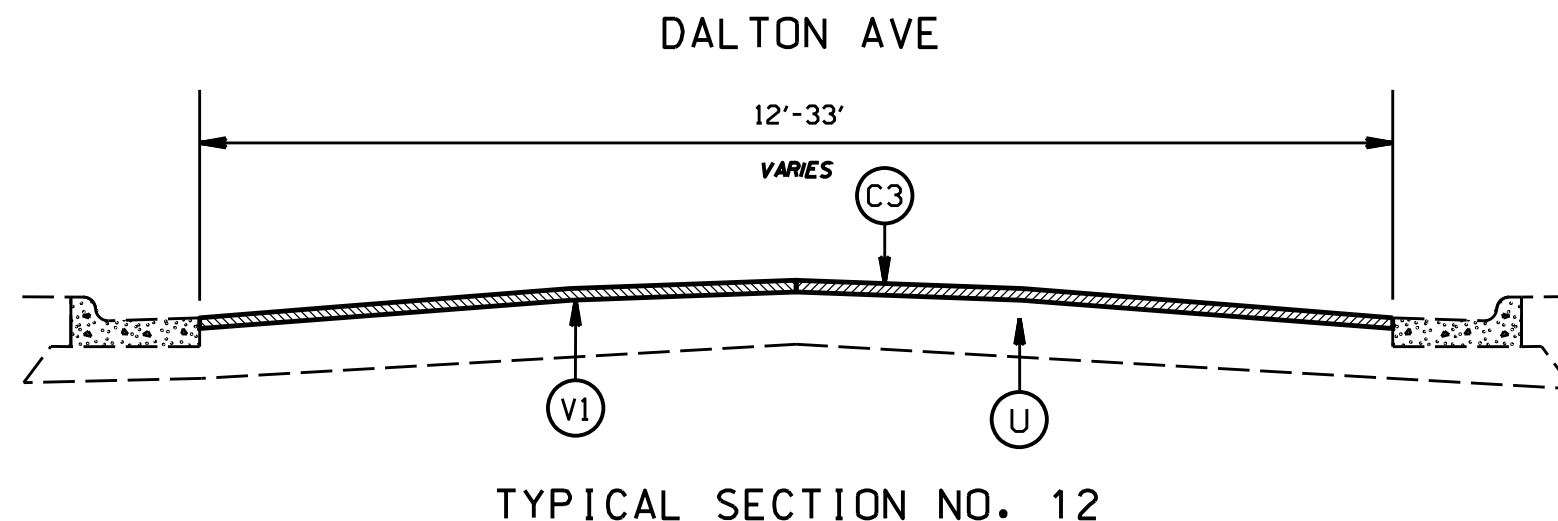 DALTON AVE
12'-33'
VARIES
C3
V1
U
TYPICAL SECTION NO. 12